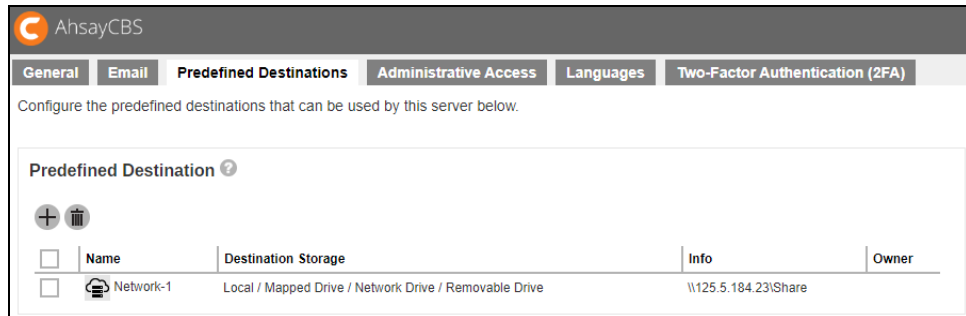 AhsayCBS
General Email Predefined Destinations Administrative Access Languages Two-Factor Authentication (2FA)
Configure the predefined destinations that can be used by this server below.
Predefined Destination ?
Name Destination Storage Info Owner
Network-1 Local / Mapped Drive / Network Drive / Removable Drive \\125.5.184.23\Share